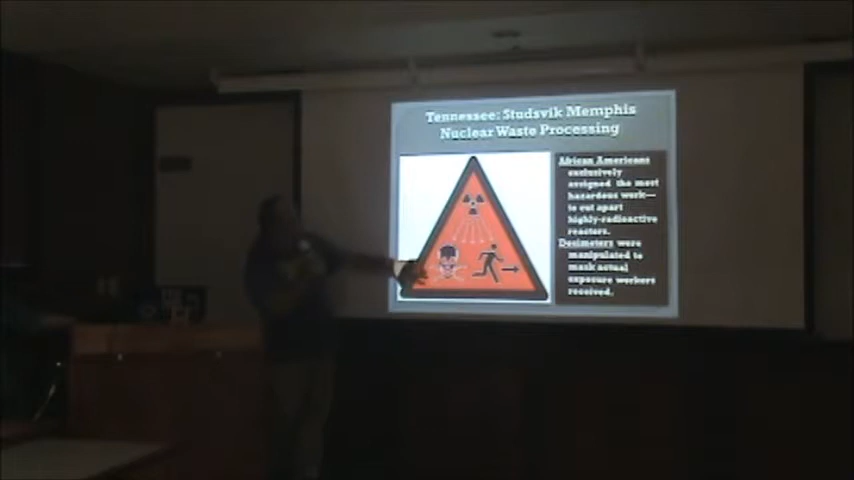 Tennessee: Studsvik Memphis
Nuclear Waste Processing
African Americans
exclusively
assigned the most
hazardous work—
to cut apart
highly-radioactive
reactors.
Dosimeters were
manipulated to
mask actual
exposure workers
received.